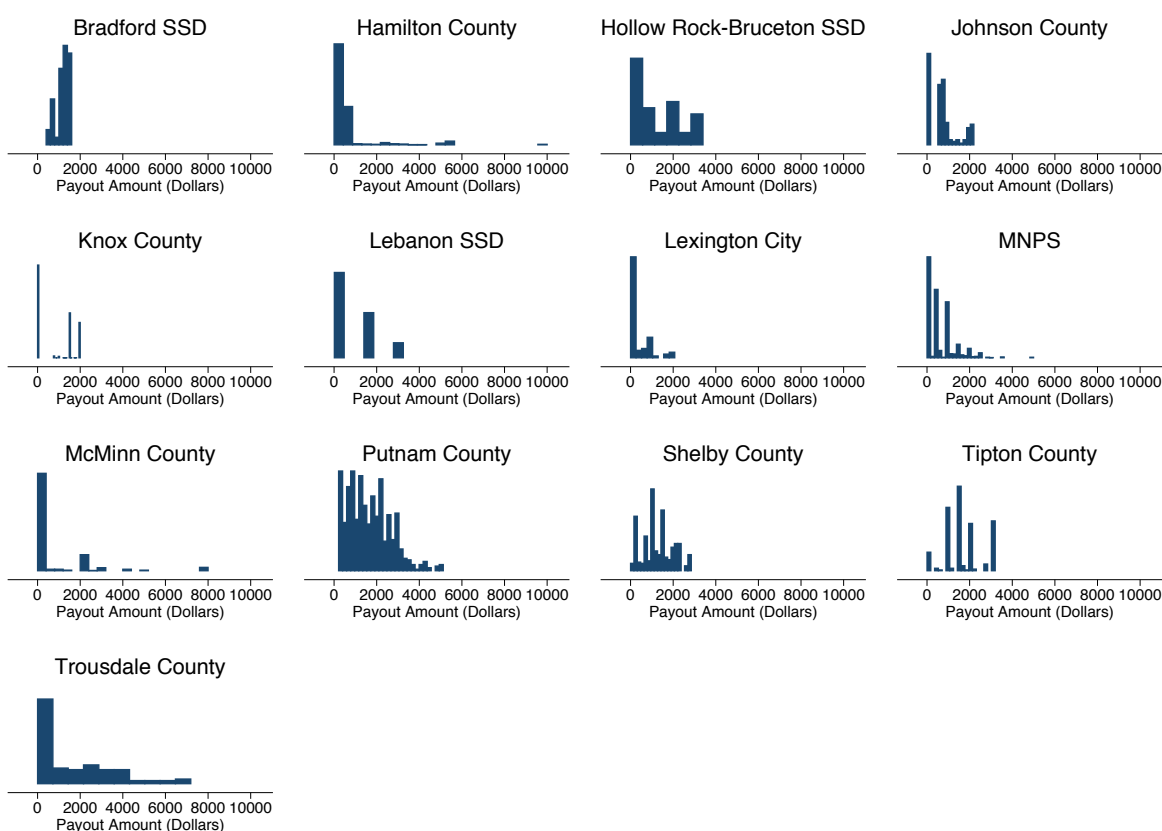 Bradford SSD
0 2000 4000 6000 8000 10000
Payout Amount (Dollars)
Hamilton County
0 2000 4000 6000 8000 10000
Payout Amount (Dollars)
Hollow Rock-Bruceton SSD
0 2000 4000 6000 8000 10000
Payout Amount (Dollars)
Johnson County
0 2000 4000 6000 8000 10000
Payout Amount (Dollars)
Knox County
0 2000 4000 6000 8000 10000
Payout Amount (Dollars)
Lebanon SSD
0 2000 4000 6000 8000 10000
Payout Amount (Dollars)
Lexington City
0 2000 4000 6000 8000 10000
Payout Amount (Dollars)
MNPS
0 2000 4000 6000 8000 10000
Payout Amount (Dollars)
McMinn County
0 2000 4000 6000 8000 10000
Payout Amount (Dollars)
Putnam County
0 2000 4000 6000 8000 10000
Payout Amount (Dollars)
Shelby County
0 2000 4000 6000 8000 10000
Payout Amount (Dollars)
Tipton County
0 2000 4000 6000 8000 10000
Payout Amount (Dollars)
Trousdale County
0 2000 4000 6000 8000 10000
Payout Amount (Dollars)